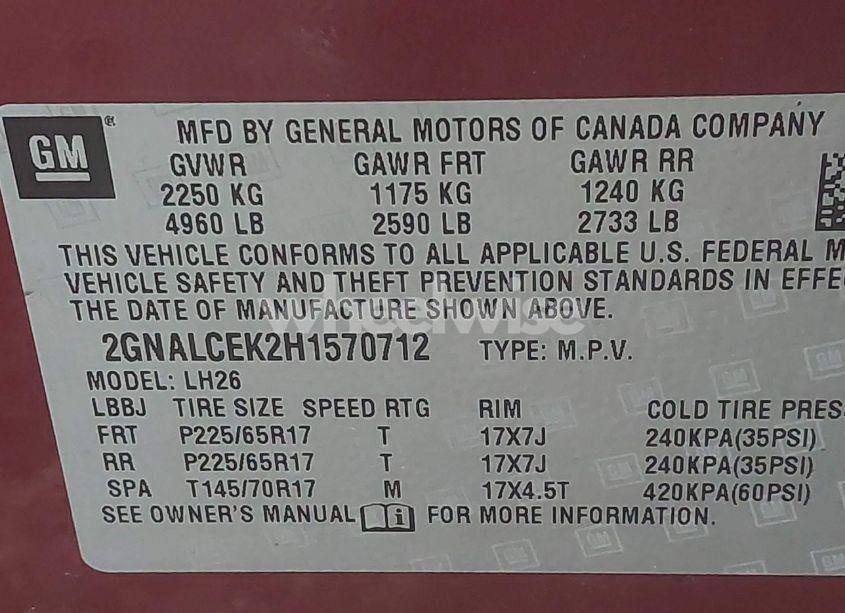 GM ®
MFD BY GENERAL MOTORS OF CANADA COMPANY
GVWR GAWR FRT GAWR RR
2250 KG 1175 KG 1240 KG
4960 LB 2590 LB 2733 LB
THIS VEHICLE CONFORMS TO ALL APPLICABLE U.S. FEDERAL M
VEHICLE SAFETY AND THEFT PREVENTION STANDARDS IN EFFE
THE DATE OF MANUFACTURE SHOWN ABOVE.
wheelwise
2GNALCEK2H1570712 TYPE: M.P.V.
MODEL: LH26
LBBJ TIRE SIZE SPEED RTG RIM COLD TIRE PRES
FRT P225/65R17 T 17X7J 240KPA(35PSI)
RR P225/65R17 T 17X7J 240KPA(35PSI)
SPA T145/70R17 M 17X4.5T 420KPA(60PSI)
SEE OWNER'S MANUAL i FOR MORE INFORMATION.